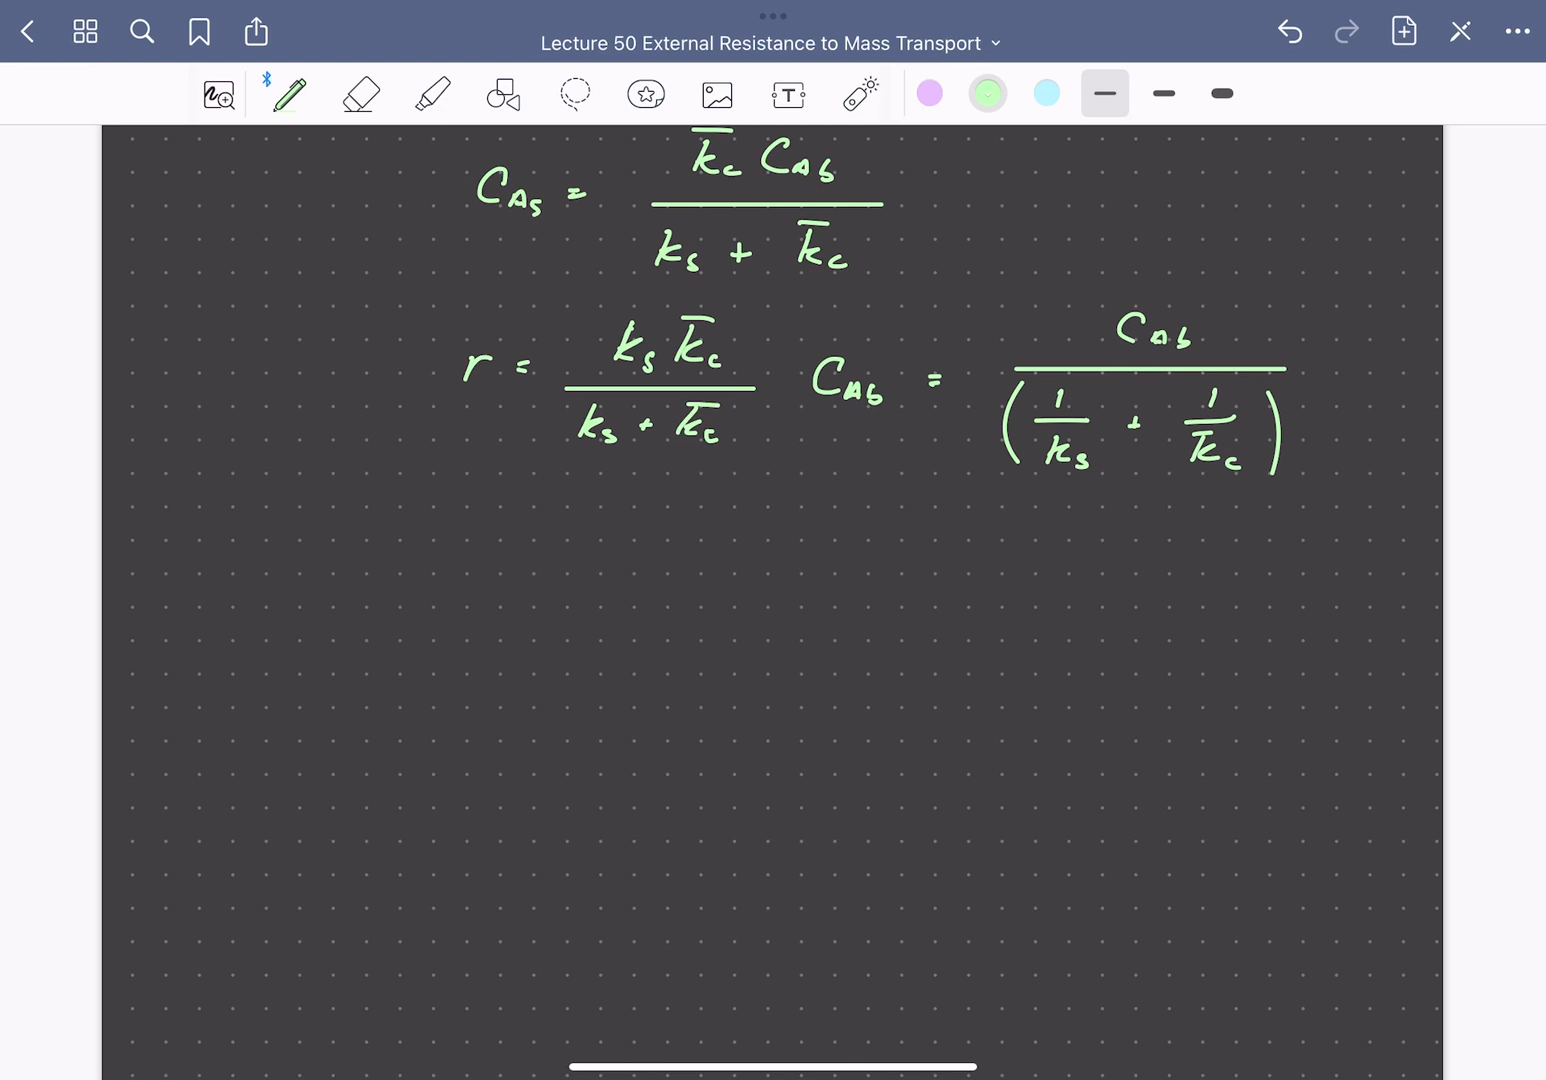 Lecture 50 External Resistance to Mass Transport
T
C_As = (k̅_c C_Ab) / (k_s + k̅_c)
r = (k_s k̅_c) / (k_s + k̅_c) C_Ab = C_Ab / (1/k_s + 1/k̅_c)